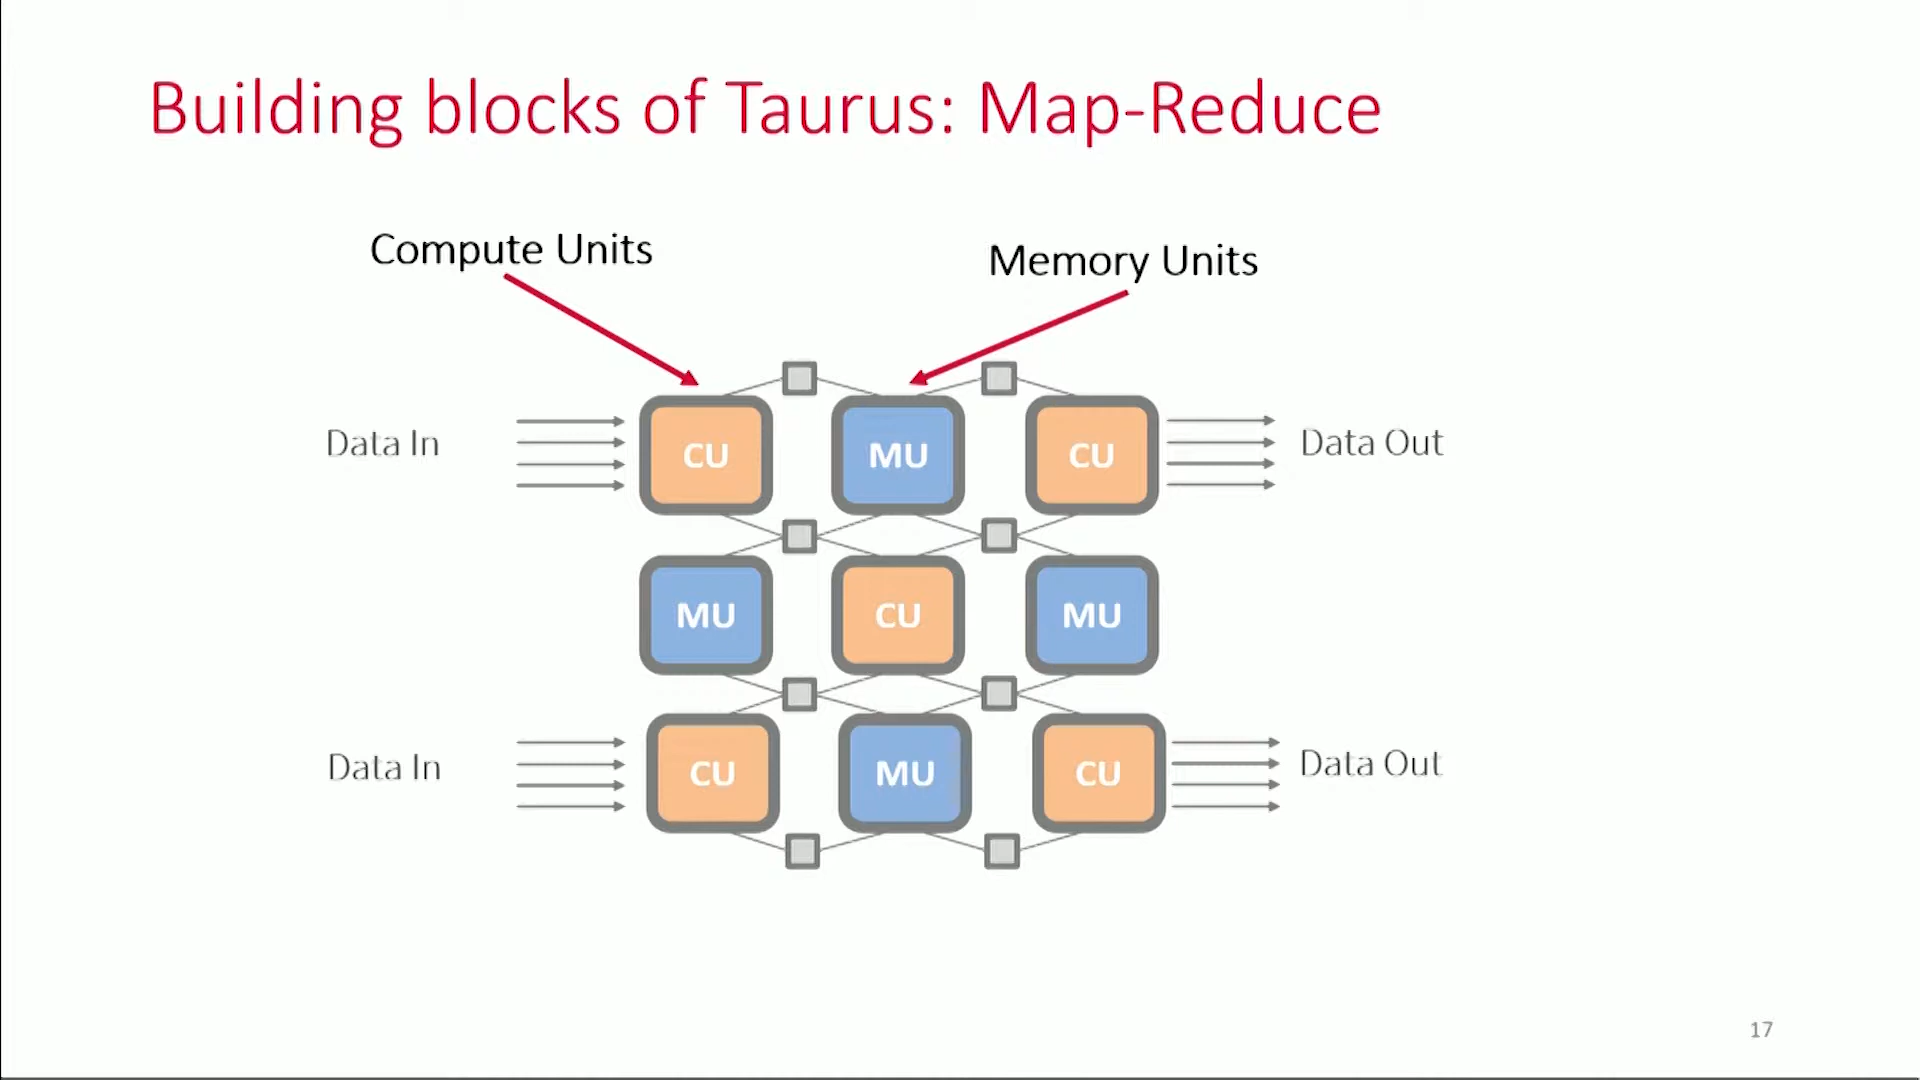 Building blocks of Taurus: Map-Reduce
Compute Units
Memory Units
Data In
CU
MU
CU
Data Out
MU
CU
MU
Data In
CU
MU
CU
Data Out
17